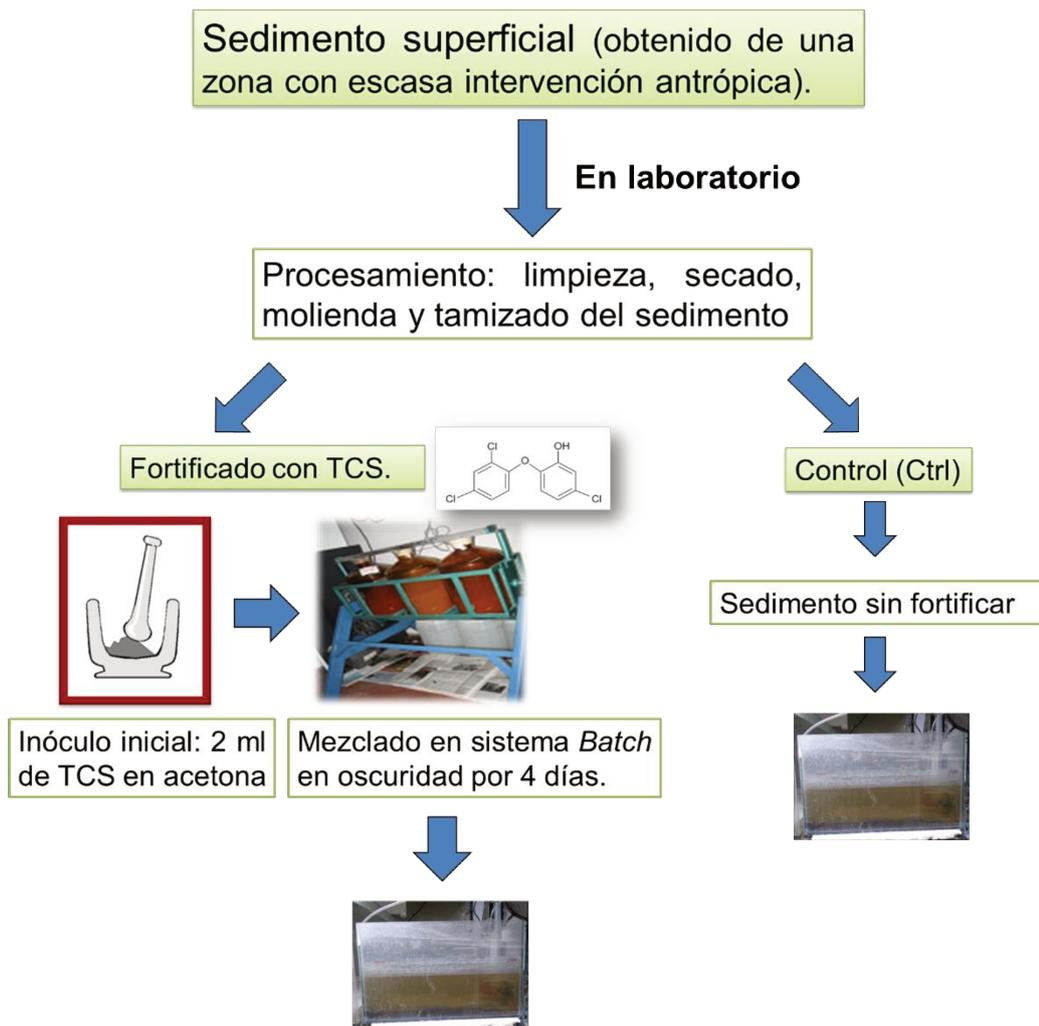 Sedimento superficial (obtenido de una
zona con escasa intervención antrópica).
En laboratorio
Procesamiento: limpieza, secado,
molienda y tamizado del sedimento
Fortificado con TCS.
Cl
OH
O
Cl
Cl
Control (Ctrl)
Sedimento sin fortificar
Inóculo inicial: 2 ml
de TCS en acetona
Mezclado en sistema Batch
en oscuridad por 4 días.